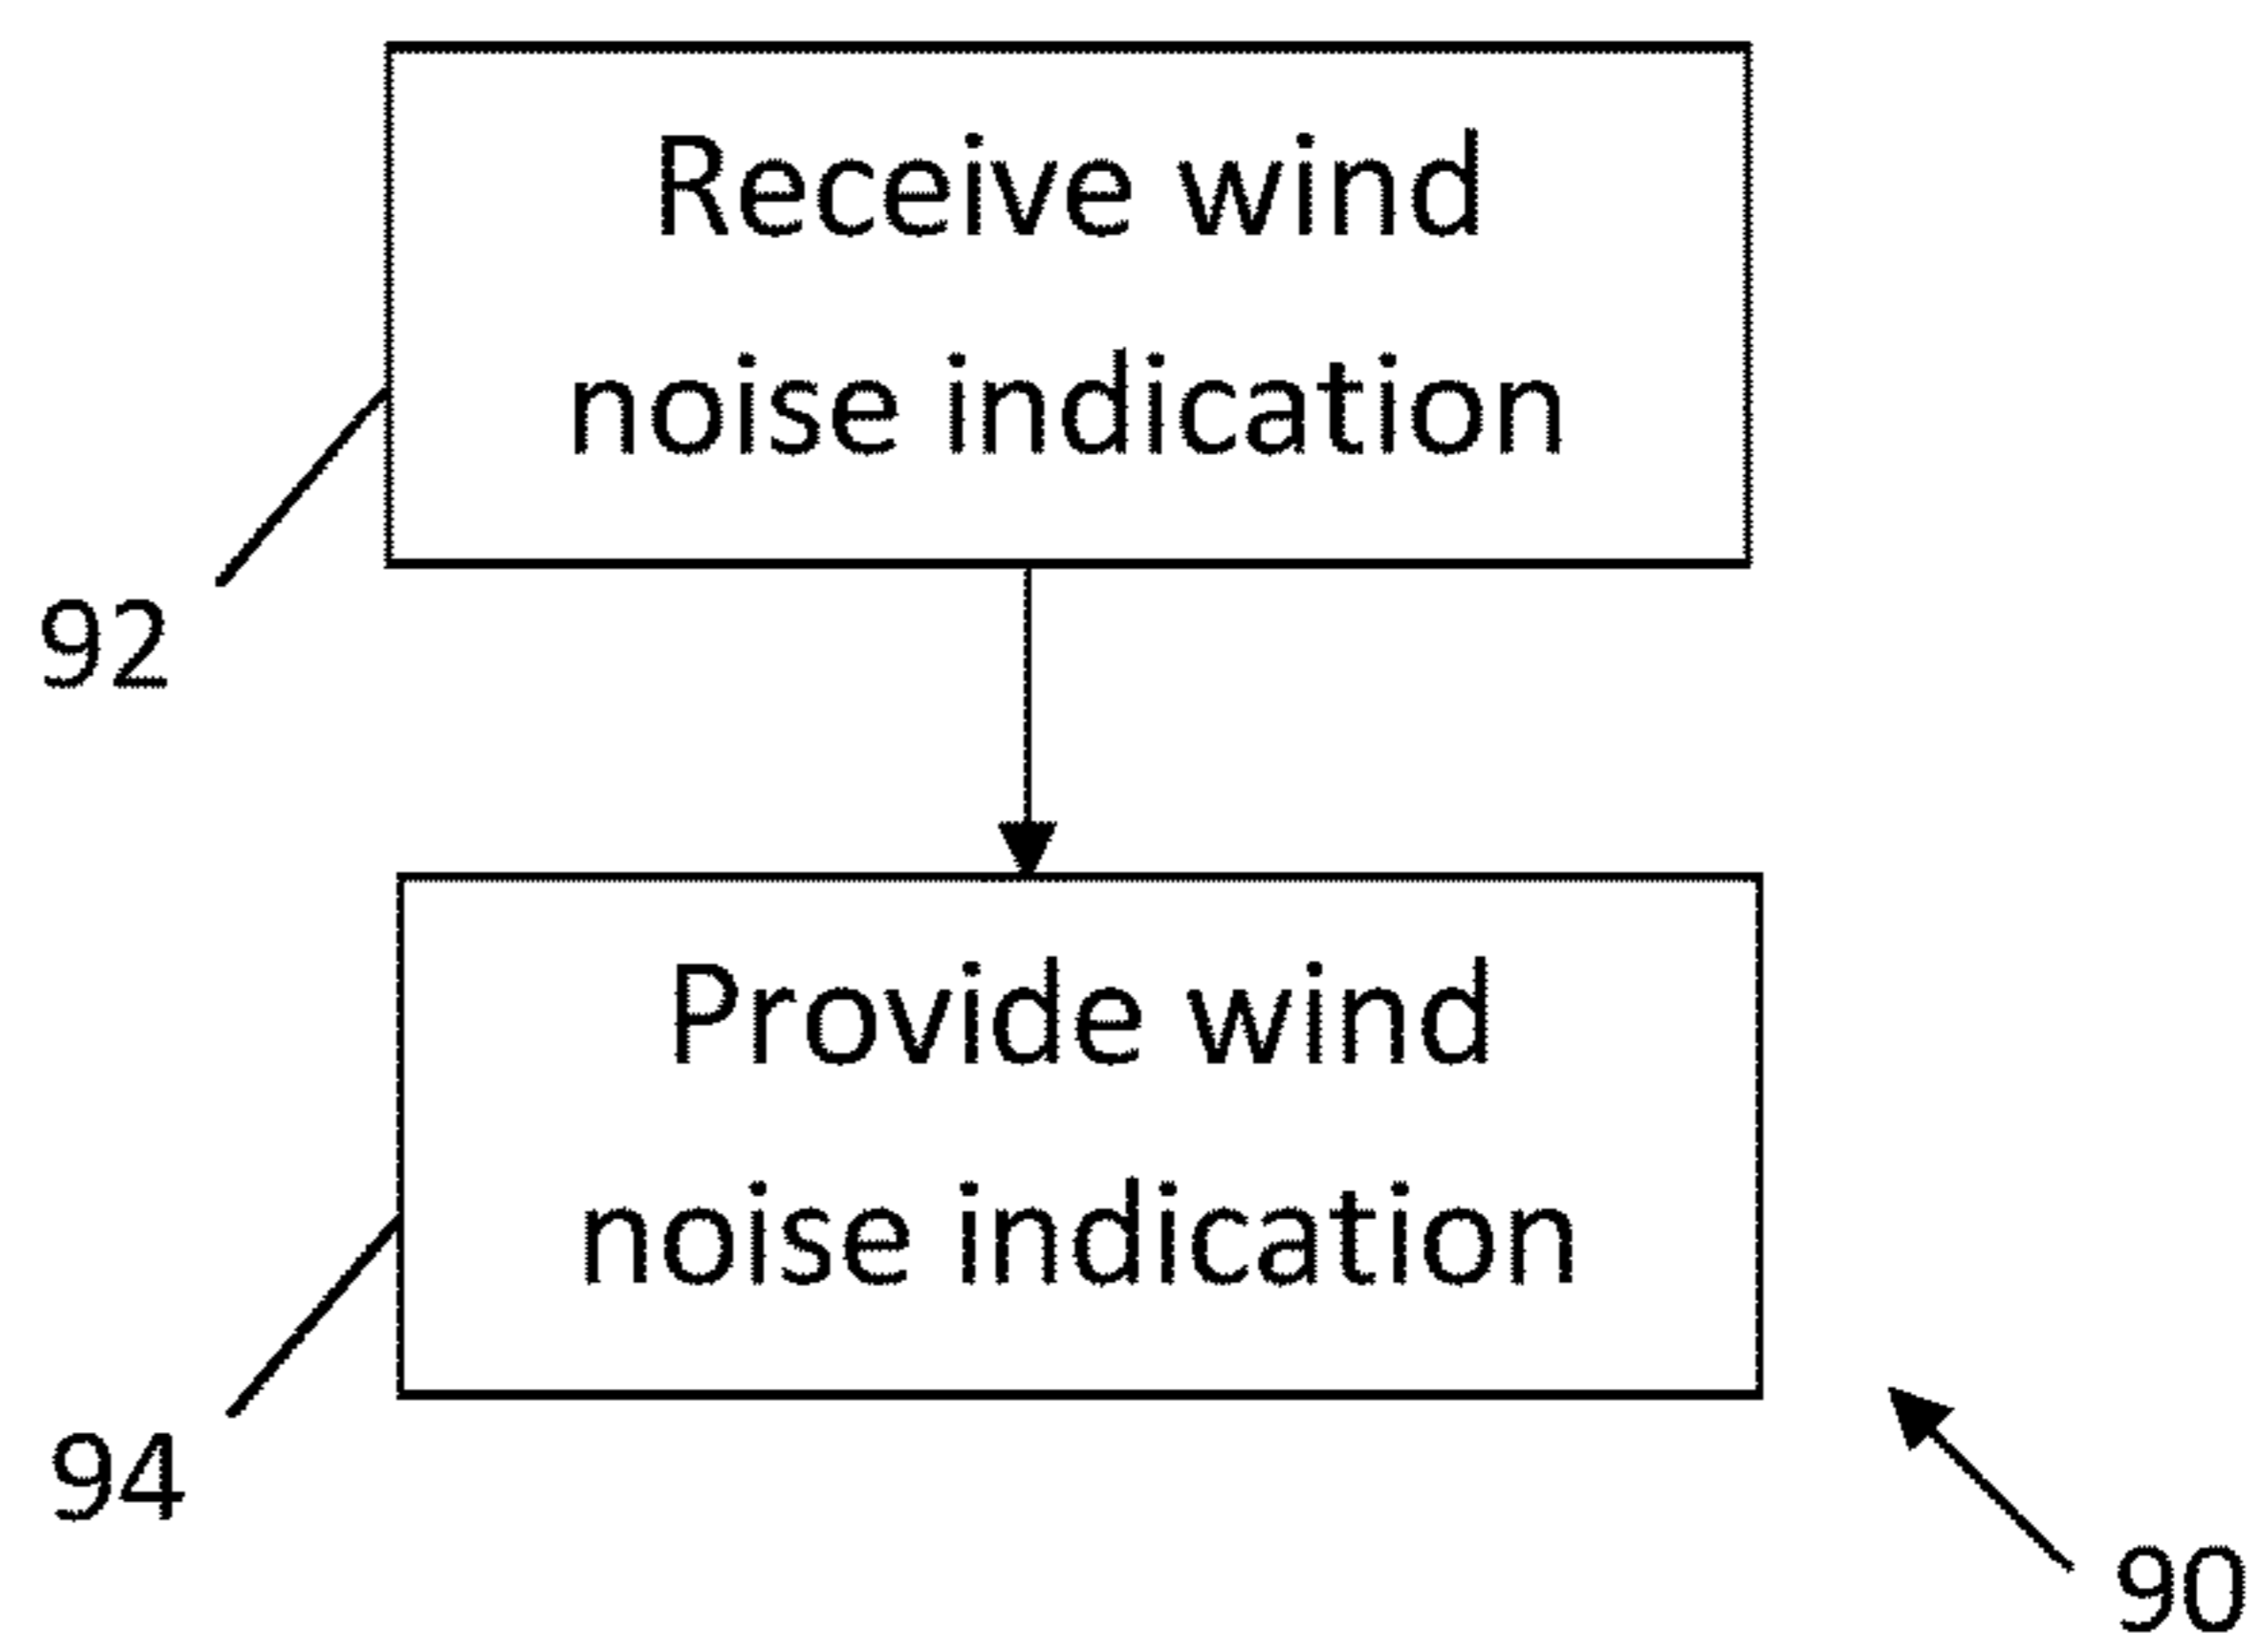 Receive wind
noise indication
92
Provide wind
noise indication
94
90